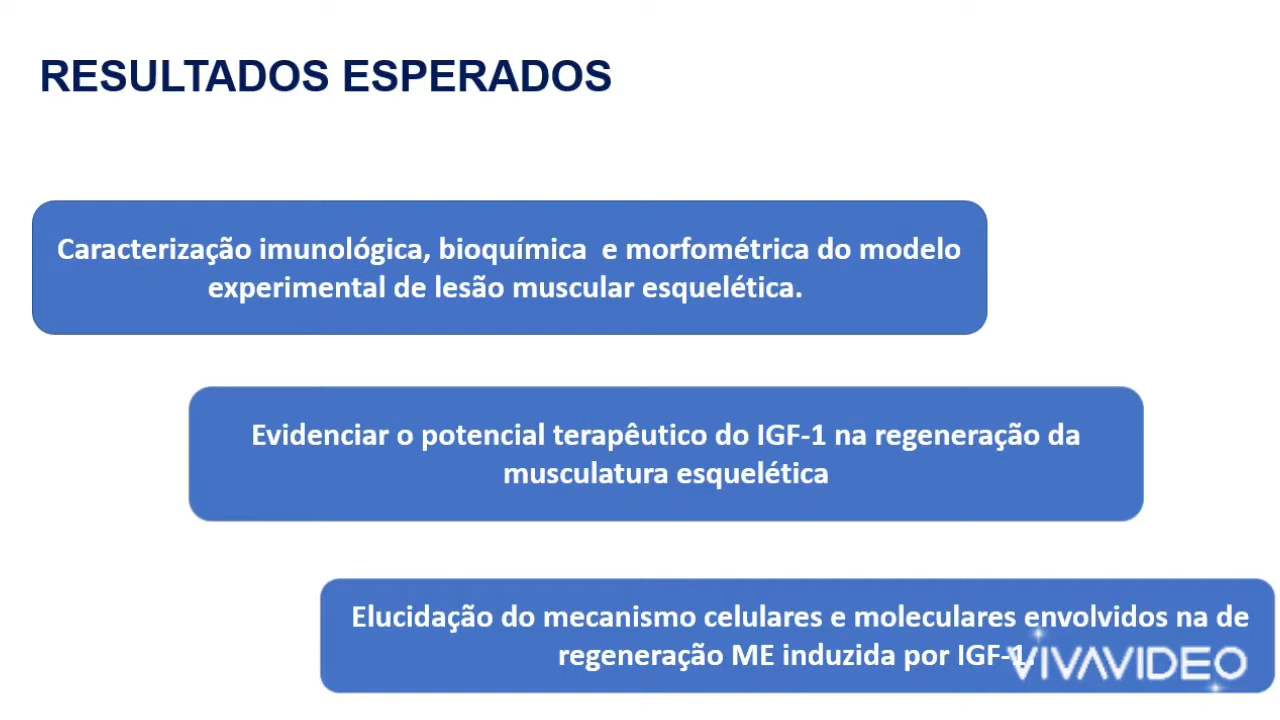 RESULTADOS ESPERADOS
Caracterização imunológica, bioquímica e morfométrica do modelo
experimental de lesão muscular esquelética.
Evidenciar o potencial terapêutico do IGF-1 na regeneração da
musculatura esquelética
Elucidação do mecanismo celulares e moleculares envolvidos na de
regeneração ME induzida por IGF-1.
VIVAVIDEO